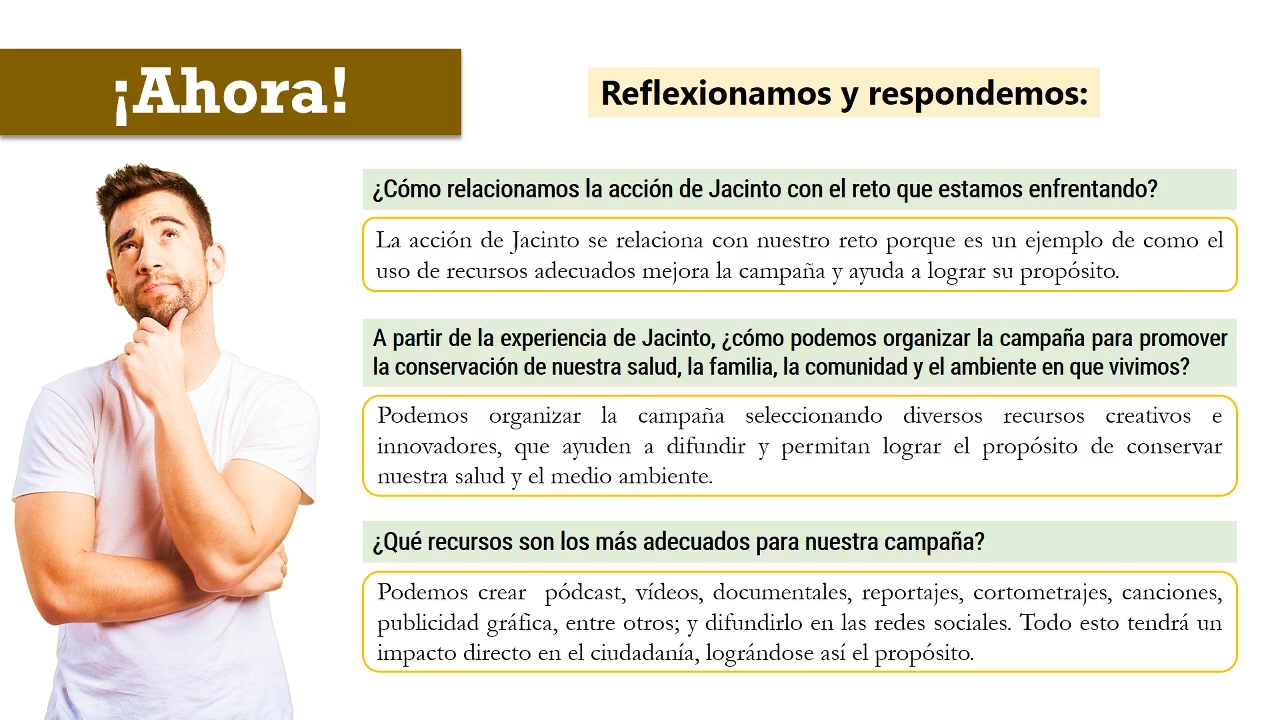 ¡Ahora!
Reflexionamos y respondemos:
¿Cómo relacionamos la acción de Jacinto con el reto que estamos enfrentando?
La acción de Jacinto se relaciona con nuestro reto porque es un ejemplo de como el
uso de recursos adecuados mejora la campaña y ayuda a lograr su propósito.
A partir de la experiencia de Jacinto, ¿cómo podemos organizar la campaña para promover
la conservación de nuestra salud, la familia, la comunidad y el ambiente en que vivimos?
Podemos organizar la campaña seleccionando diversos recursos creativos e
innovadores, que ayuden a difundir y permitan lograr el propósito de conservar
nuestra salud y el medio ambiente.
¿Qué recursos son los más adecuados para nuestra campaña?
Podemos crear pódcast, vídeos, documentales, reportajes, cortometrajes, canciones,
publicidad gráfica, entre otros; y difundirlo en las redes sociales. Todo esto tendrá un
impacto directo en el ciudadanía, lográndose así el propósito.